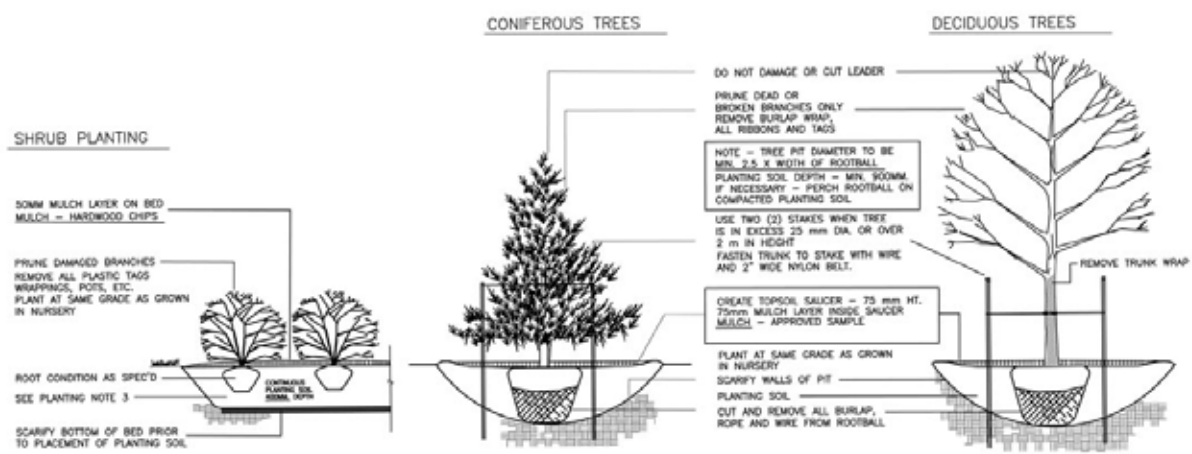 CONIFEROUS TREES
DECIDUOUS TREES
SHRUB PLANTING
50MM MULCH LAYER ON BED
MULCH – HARDWOOD CHIPS
PRUNE DAMAGED BRANCHES
REMOVE ALL PLASTIC TAGS
WRAPPINGS, POTS, ETC.
PLANT AT SAME GRADE AS GROWN
IN NURSERY
ROOT CONDITION AS SPEC'D
SEE PLANTING NOTE 3
SCARIFY BOTTOM OF BED PRIOR
TO PLACEMENT OF PLANTING SOIL
CONTINUOUS
PLANTING SOIL
DEPTH
DO NOT DAMAGE OR CUT LEADER
PRUNE DEAD OR
BROKEN BRANCHES ONLY
REMOVE BURLAP WRAP,
ALL RIBBONS AND TAGS
NOTE – TREE PIT DIAMETER TO BE
MIN. 2.5 X WIDTH OF ROOTBALL
PLANTING SOIL DEPTH – MIN. 900MM.
IF NECESSARY – PERCH ROOTBALL ON
COMPACTED PLANTING SOIL
USE TWO (2) STAKES WHEN TREE
IS IN EXCESS 25 mm DIA. OR OVER
2 m IN HEIGHT
FASTEN TRUNK TO STAKE WITH WIRE
AND 2" WIDE NYLON BELT.
REMOVE TRUNK WRAP
CREATE TOPSOIL SAUCER – 75 mm HT.
75mm MULCH LAYER INSIDE SAUCER
MULCH – APPROVED SAMPLE
PLANT AT SAME GRADE AS GROWN
IN NURSERY
SCARIFY WALLS OF PIT
PLANTING SOIL
CUT AND REMOVE ALL BURLAP,
ROPE AND WIRE FROM ROOTBALL